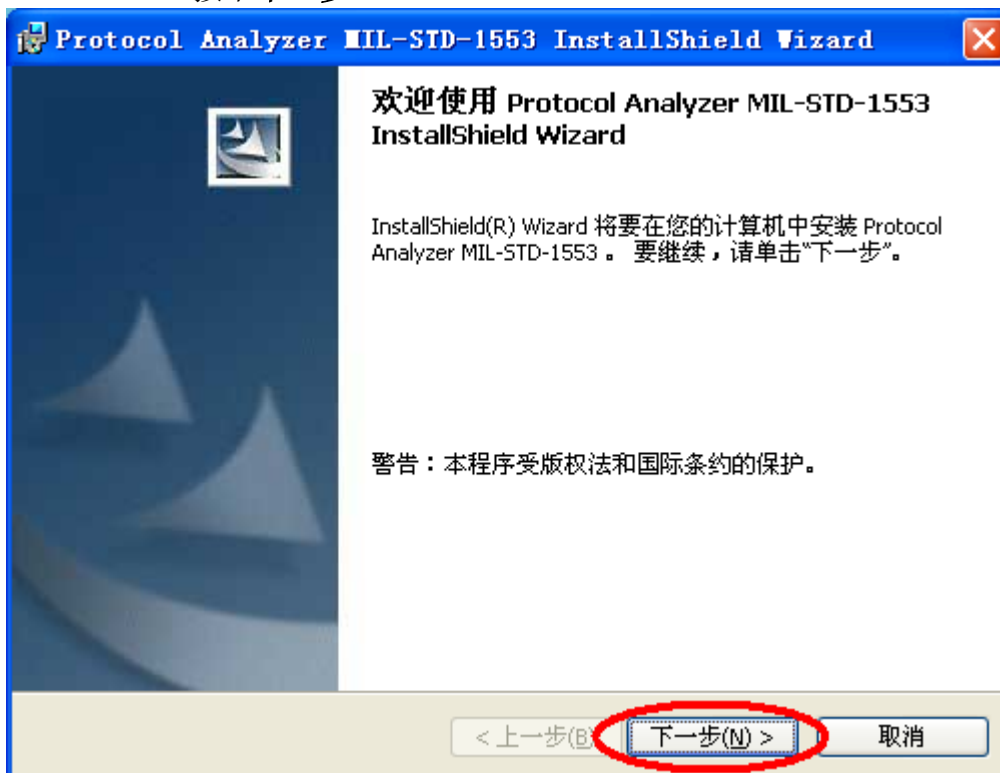 Protocol Analyzer MIL-STD-1553 InstallShield Wizard
欢迎使用 Protocol Analyzer MIL-STD-1553
InstallShield Wizard
InstallShield(R) Wizard 将要在您的计算机中安装 Protocol
Analyzer MIL-STD-1553 。 要继续，请单击“下一步”。
警告：本程序受版权法和国际条约的保护。
<上一步(B) 下一步(N) > 取消